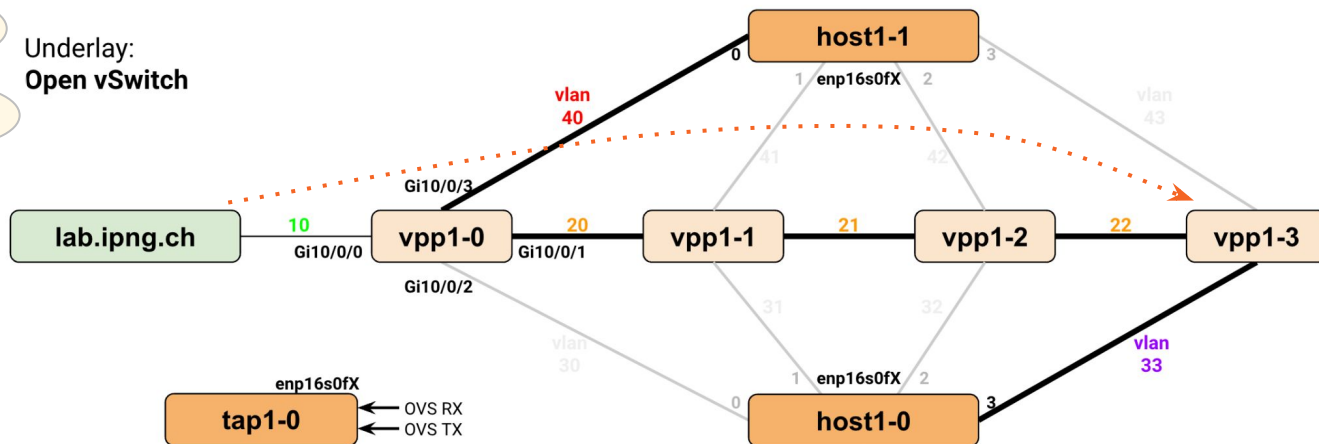 Underlay:
Open vSwitch
host1-1
0
3
1
enp16s0fX
2
vlan
40
vlan
43
41
42
Gi10/0/3
lab.ipng.ch
10
Gi10/0/0
vpp1-0
20
Gi10/0/1
vpp1-1
21
vpp1-2
22
vpp1-3
Gi10/0/2
31
32
vlan
30
vlan
33
enp16s0fX
1
enp16s0fX
2
tap1-0
OVS RX
OVS TX
0
host1-0
3